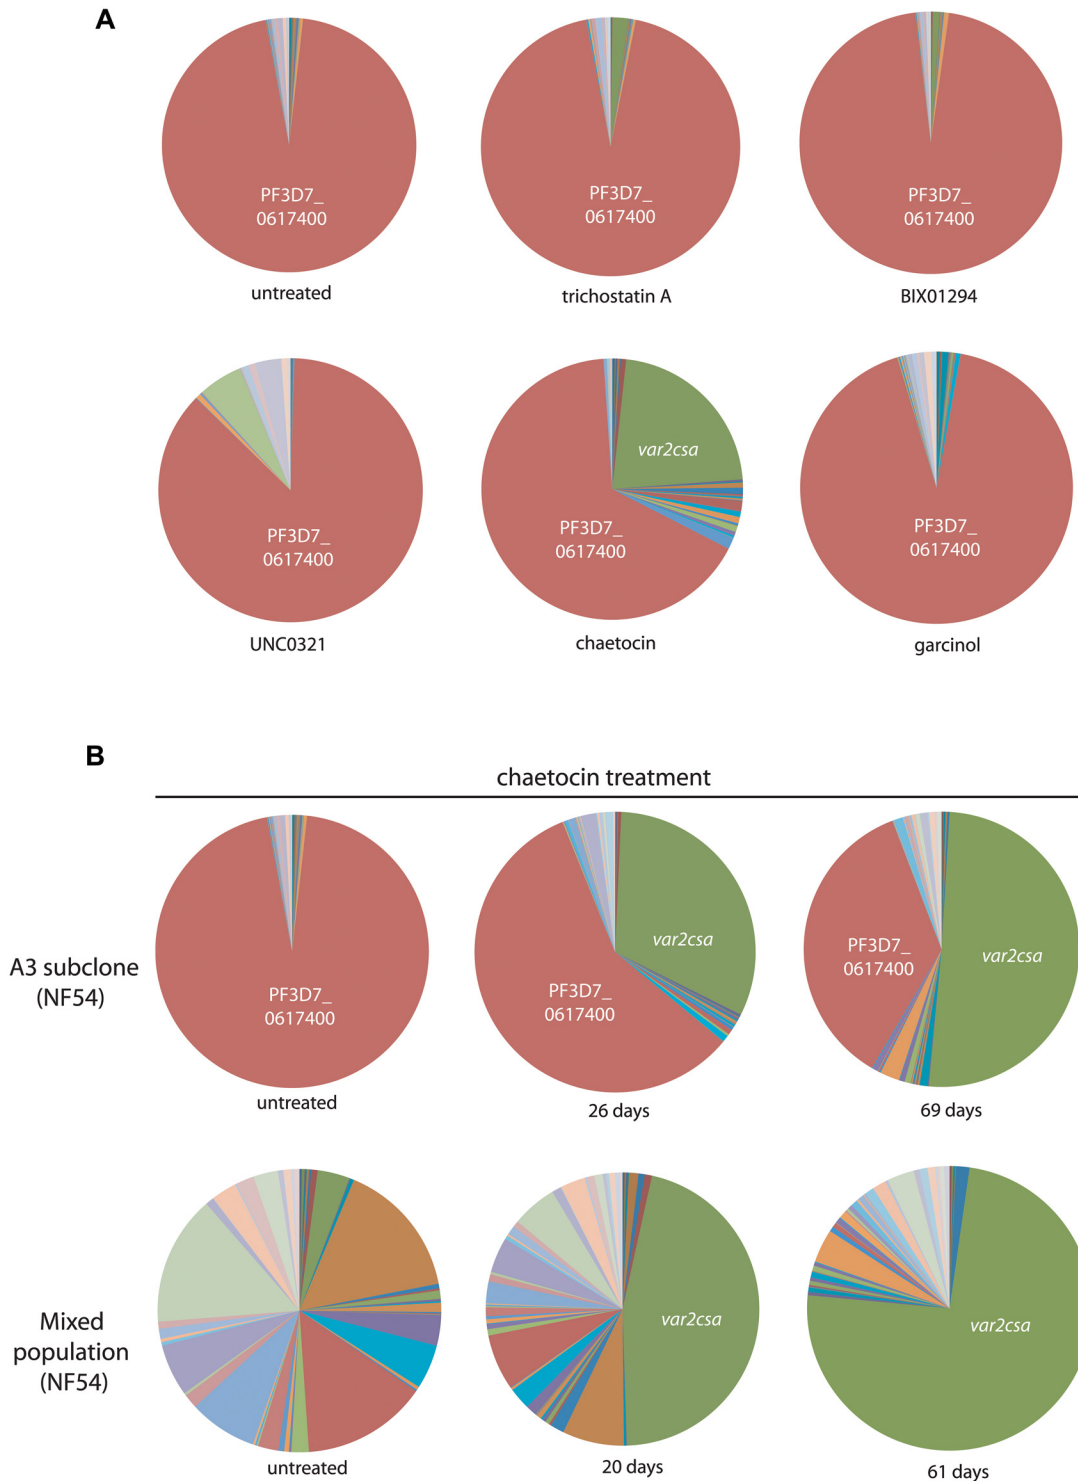 A
PF3D7_
0617400
untreated
PF3D7_
0617400
trichostatin A
PF3D7_
0617400
BIX01294
PF3D7_
0617400
UNC0321
var2csa
PF3D7_
0617400
chaetocin
PF3D7_
0617400
garcinol
B
chaetocin treatment
A3 subclone
(NF54)
PF3D7_
0617400
untreated
var2csa
PF3D7_
0617400
26 days
PF3D7_
0617400
var2csa
69 days
Mixed
population
(NF54)
untreated
var2csa
20 days
var2csa
61 days